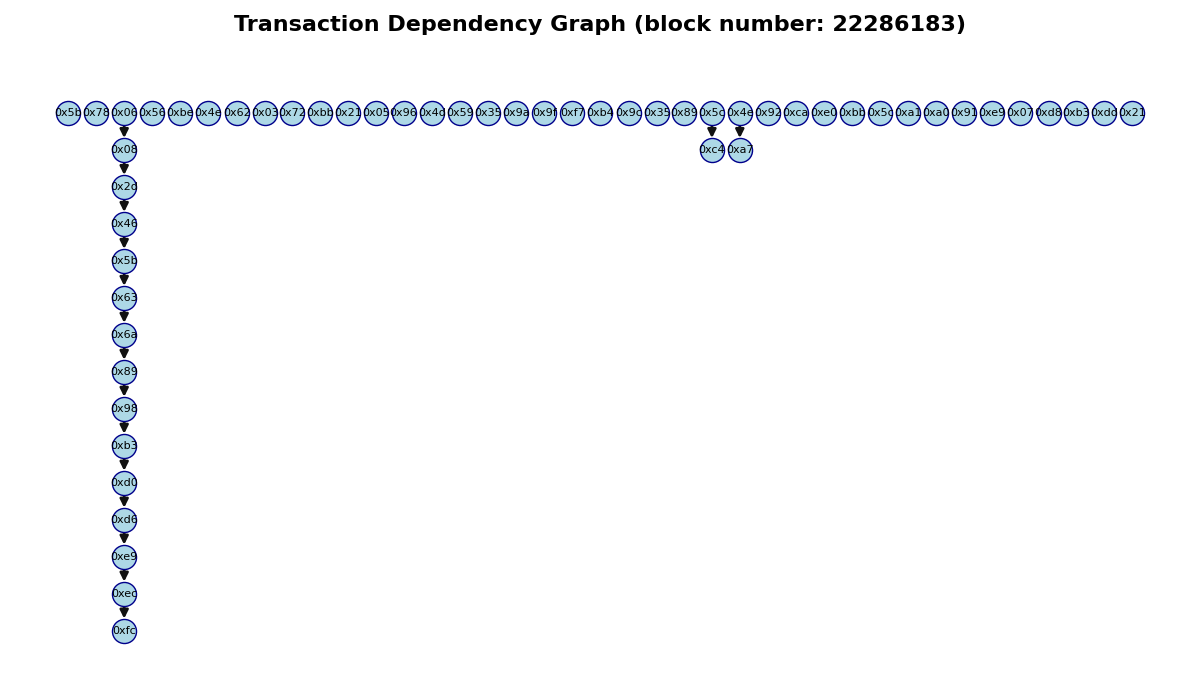 Transaction Dependency Graph (block number: 22286183)
0x5b 0x78 0x06 0x56 0xbe 0x4e 0x62 0x03 0x72 0xbb 0x21 0x05 0x96 0x4d 0x59 0x35 0x9a 0x9f 0xf7 0xb4 0x9c 0x35 0x89 0x5c 0x4e 0x92 0xca 0xe0 0xbb 0x5c 0xa1 0xa0 0x91 0xe9 0x07 0xd8 0xb3 0xdd 0x21
0x08 0xc4 0xa7
0x2d
0x46
0x5b
0x63
0x6a
0x89
0x98
0xb3
0xd0
0xd6
0xe9
0xec
0xfc